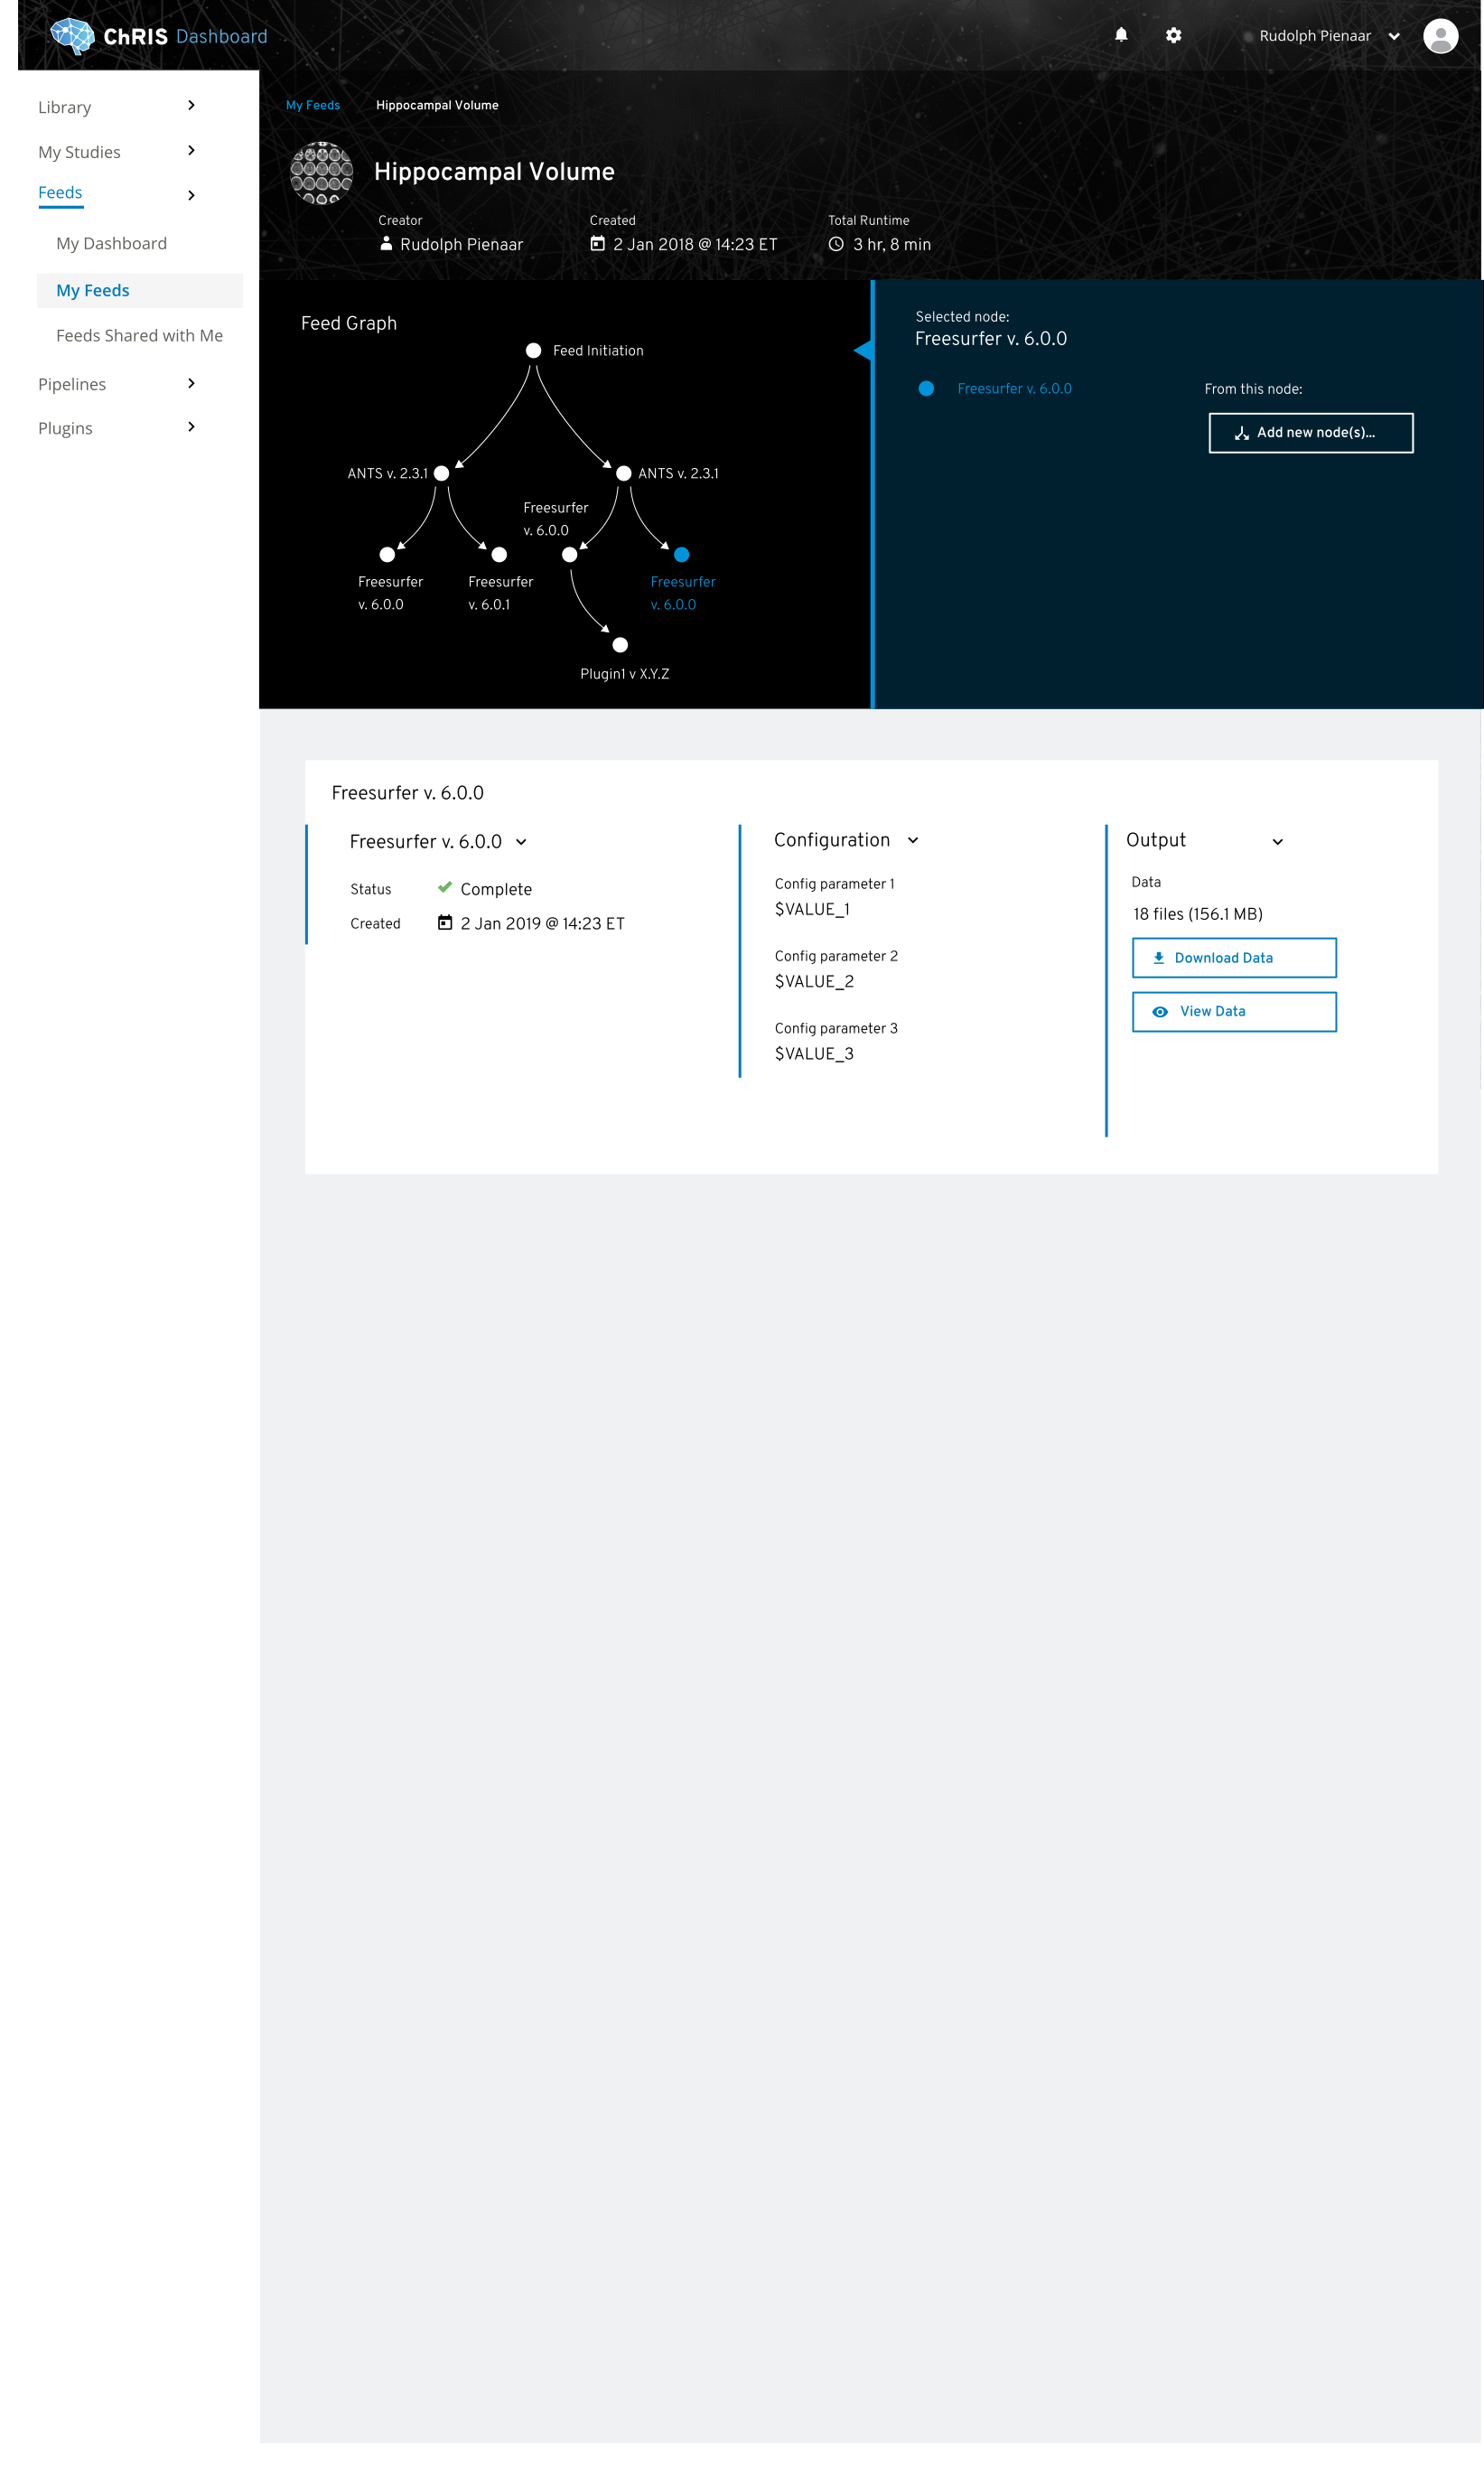 ChRIS Dashboard
Rudolph Pienaar
Library
My Studies
Feeds
My Dashboard
My Feeds
Feeds Shared with Me
Pipelines
Plugins
My Feeds Hippocampal Volume
Hippocampal Volume
Creator
Rudolph Pienaar
Created
2 Jan 2018 @ 14:23 ET
Total Runtime
3 hr, 8 min
Feed Graph
Feed Initiation
ANTS v. 2.3.1
ANTS v. 2.3.1
Freesurfer
v. 6.0.0
Freesurfer
v. 6.0.0
Freesurfer
v. 6.0.1
Freesurfer
v. 6.0.0
Plugin1 v X.Y.Z
Selected node:
Freesurfer v. 6.0.0
Freesurfer v. 6.0.0
From this node:
Add new node(s)...
Freesurfer v. 6.0.0
Freesurfer v. 6.0.0
Status Complete
Created 2 Jan 2019 @ 14:23 ET
Configuration
Config parameter 1
$VALUE_1
Config parameter 2
$VALUE_2
Config parameter 3
$VALUE_3
Output
Data
18 files (156.1 MB)
Download Data
View Data